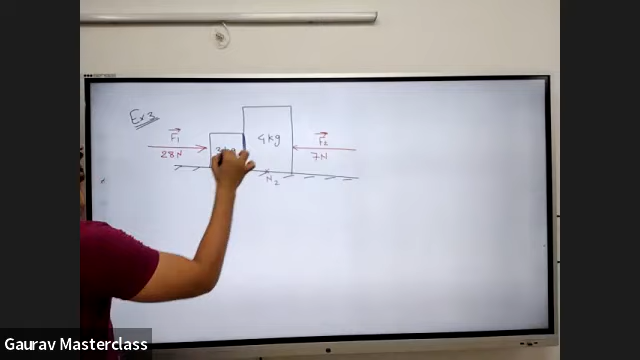 Ex 3
F₁
28N
4kg
F₂
7N
N₂
Gaurav Masterclass